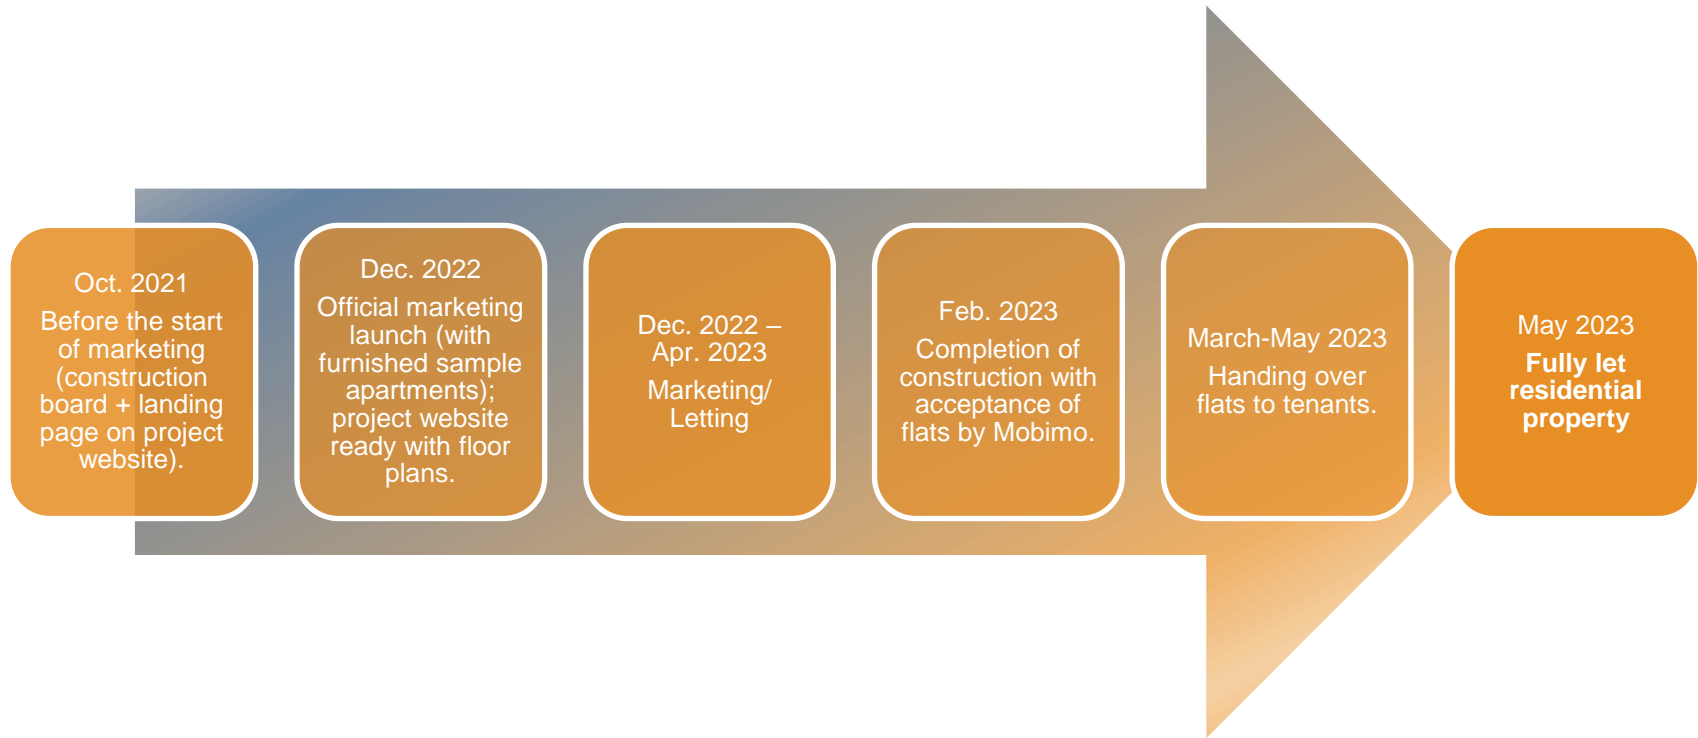 Oct. 2021
Before the start
of marketing
(construction
board + landing
page on project
website).
Dec. 2022
Official marketing
launch (with
furnished sample
apartments);
project website
ready with floor
plans.
Dec. 2022 –
Apr. 2023
Marketing/
Letting
Feb. 2023
Completion of
construction with
acceptance of
flats by Mobimo.
March-May 2023
Handing over
flats to tenants.
May 2023
Fully let
residential
property